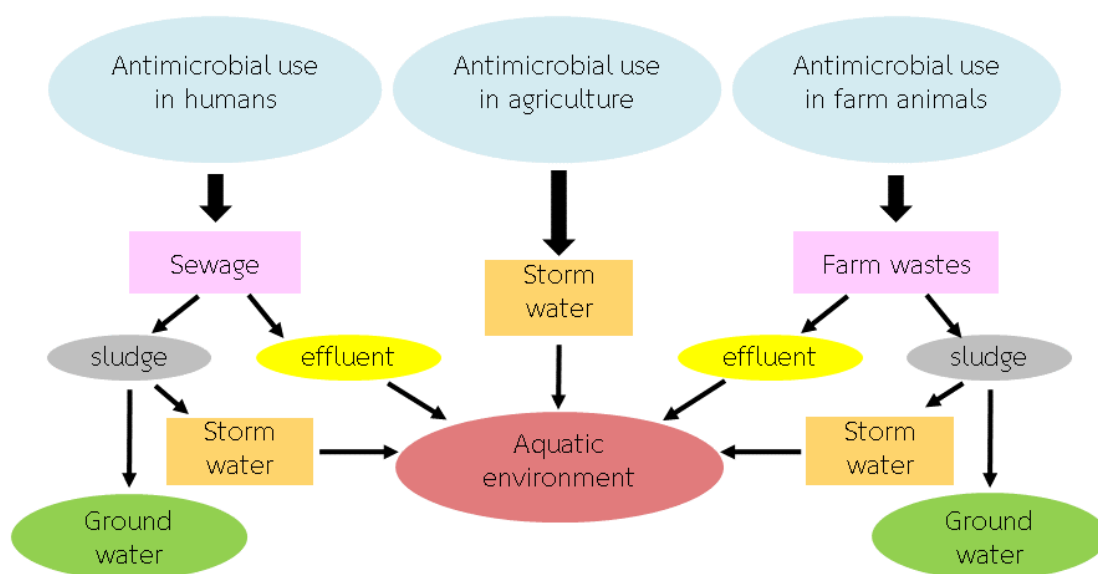 Antimicrobial use
in humans
Antimicrobial use
in agriculture
Antimicrobial use
in farm animals
Sewage
Storm
water
Farm wastes
sludge
effluent
effluent
sludge
Storm
water
Aquatic
environment
Storm
water
Ground
water
Ground
water